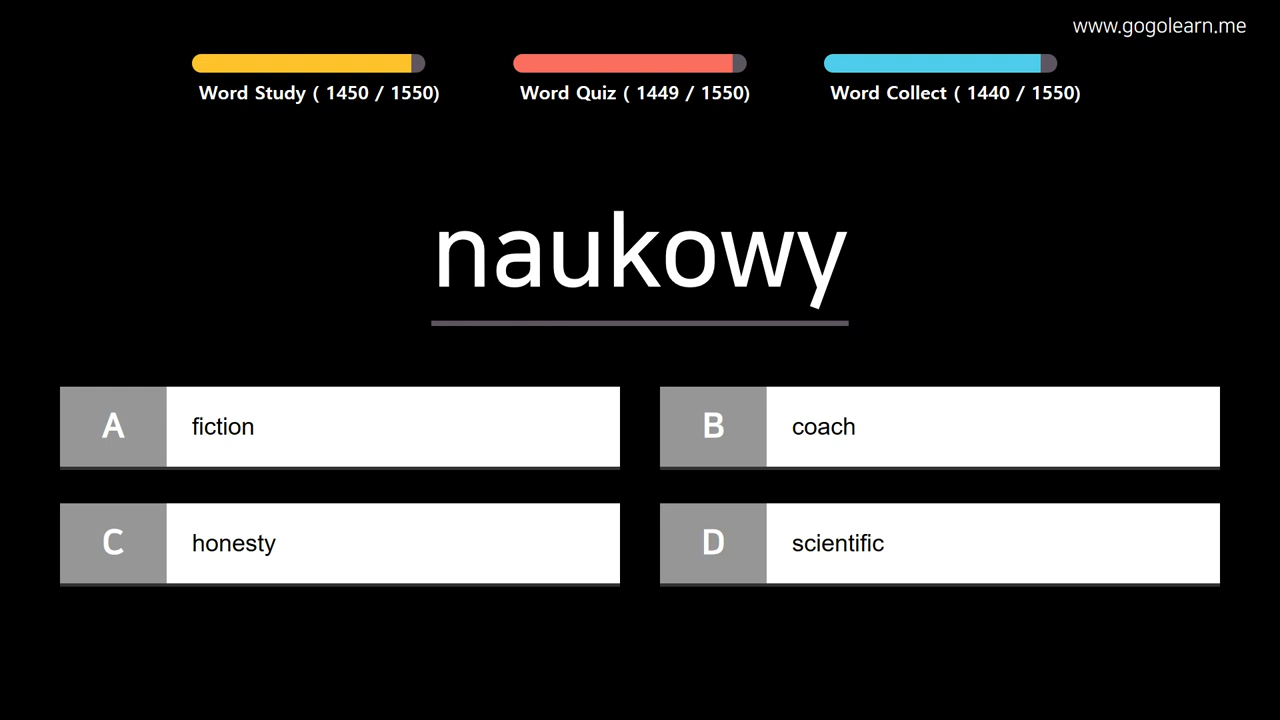 www.gogolearn.me
Word Study ( 1450 / 1550)
Word Quiz ( 1449 / 1550)
Word Collect ( 1440 / 1550)
naukowy
A fiction
B coach
C honesty
D scientific